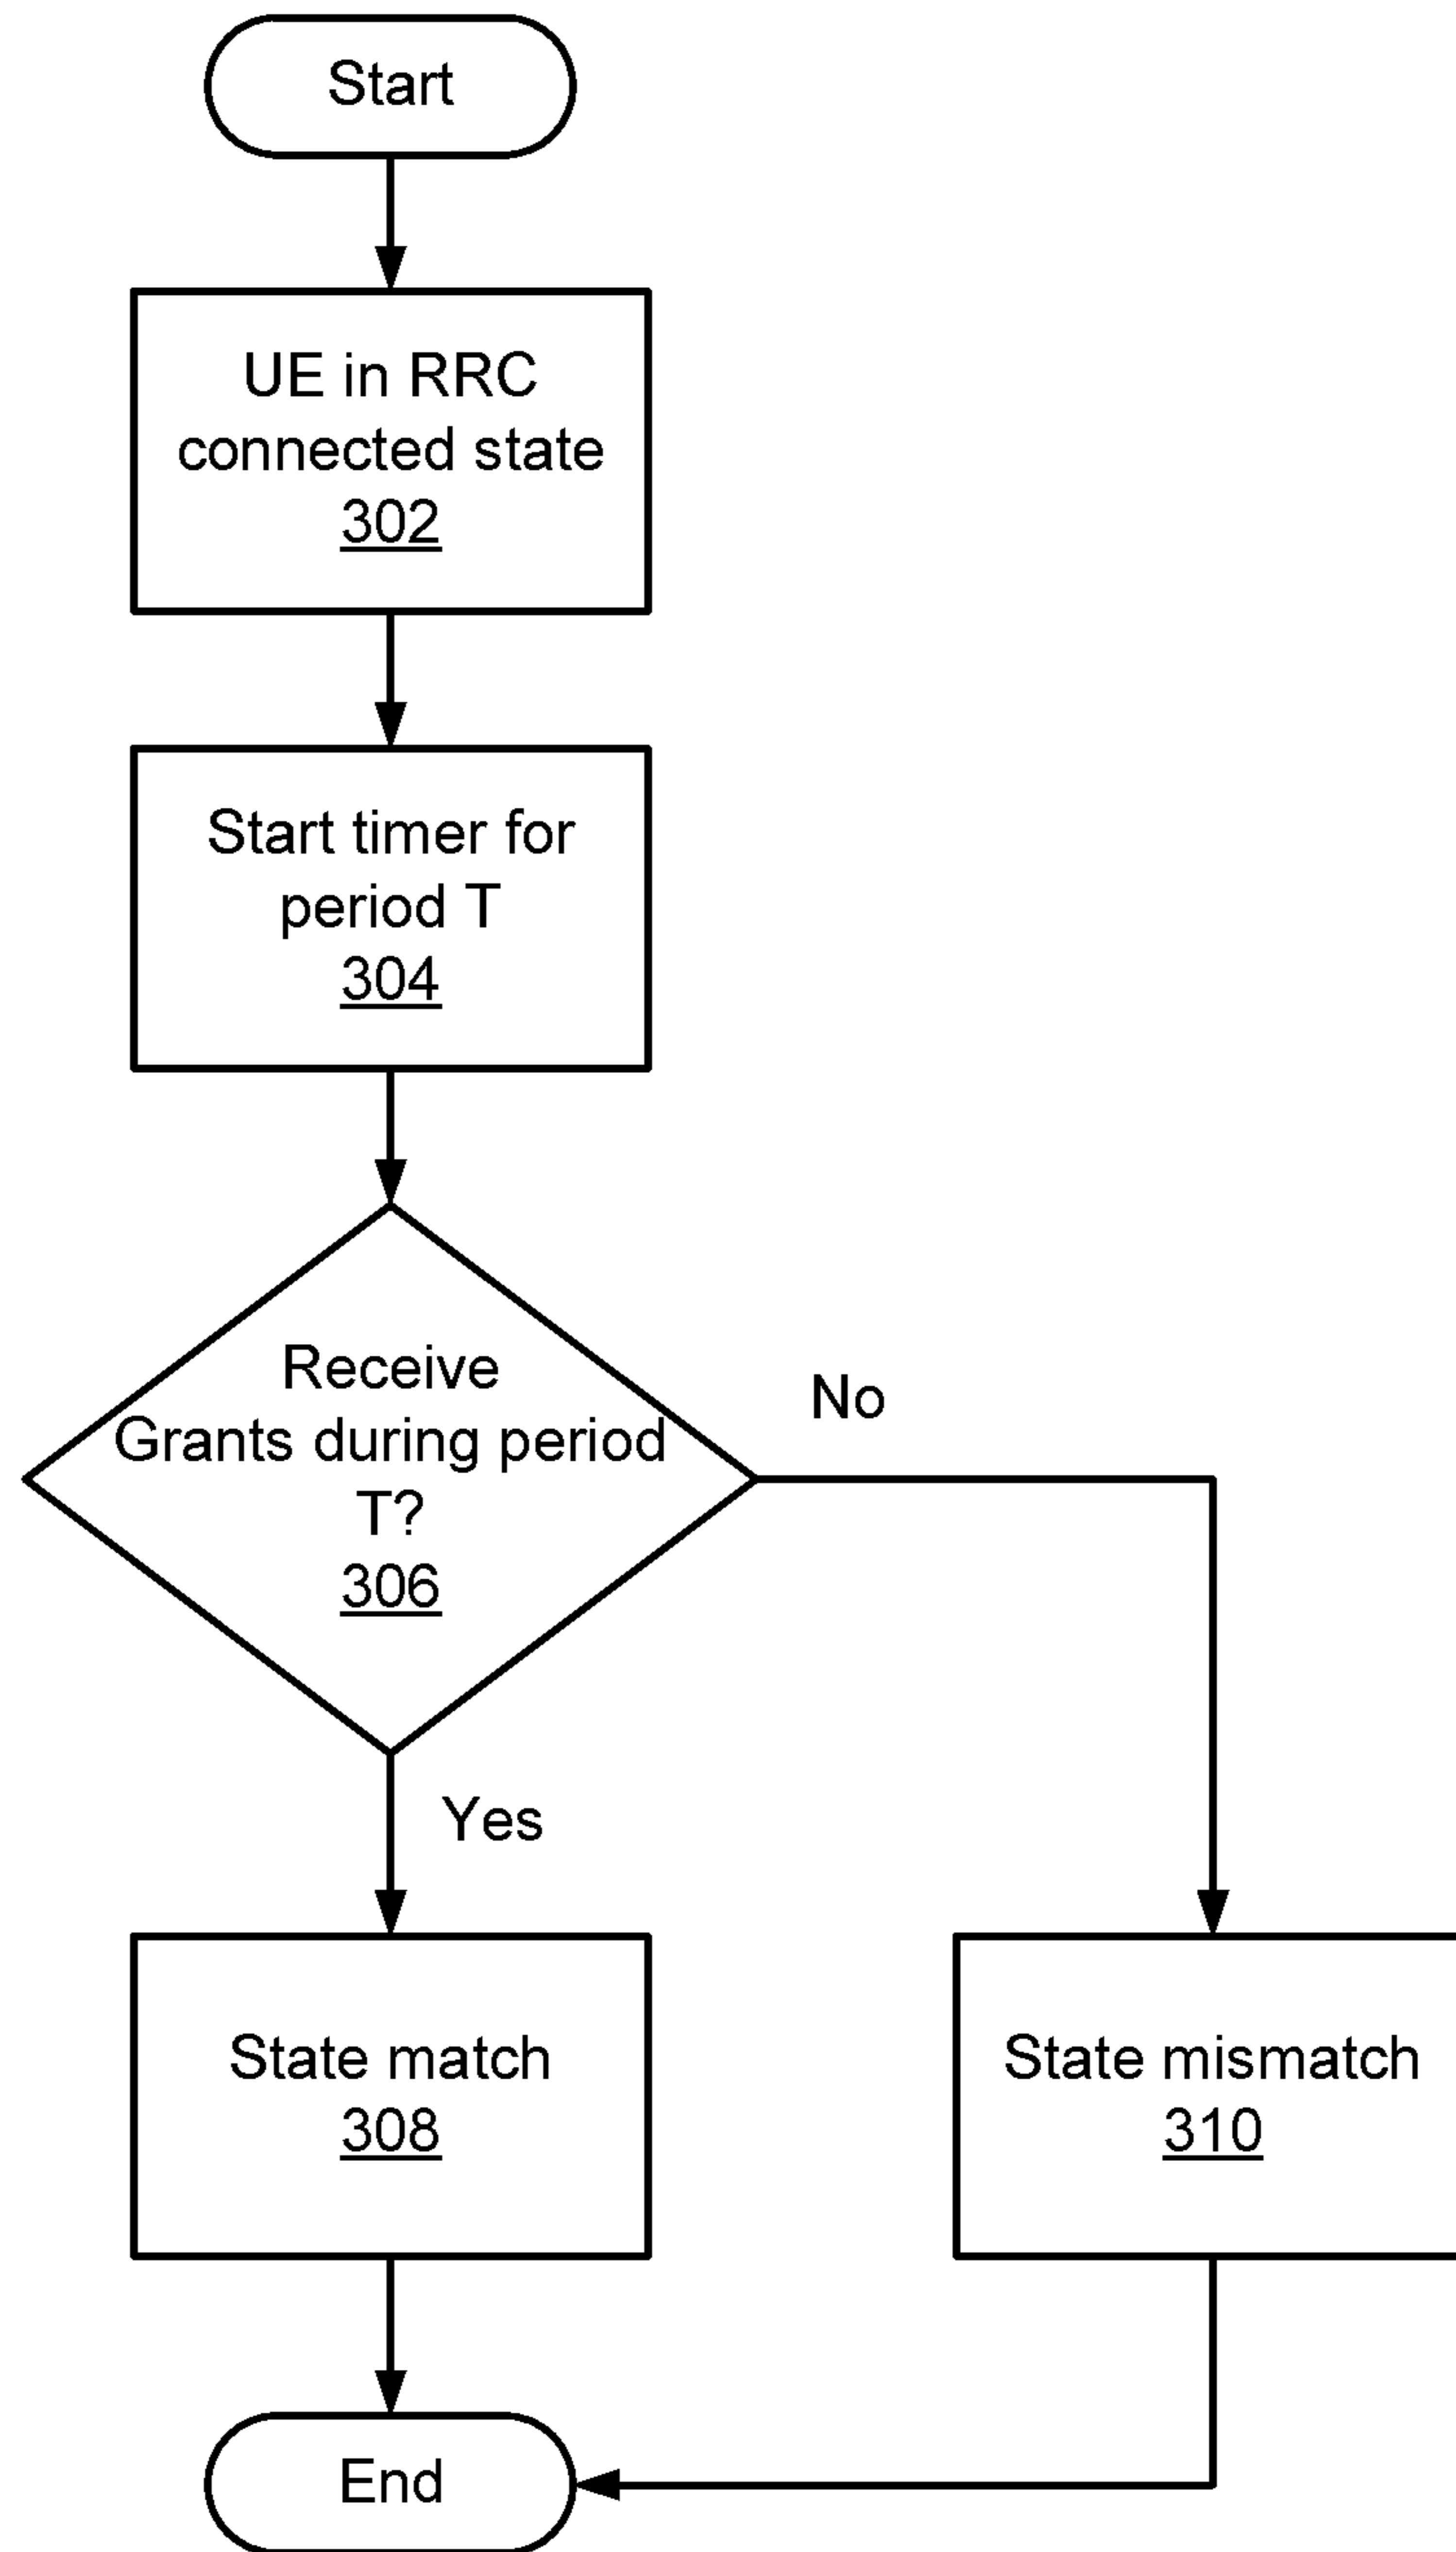 Start
UE in RRC
connected state
302
Start timer for
period T
304
Receive
Grants during period
T?
306
No
Yes
State match
308
State mismatch
310
End